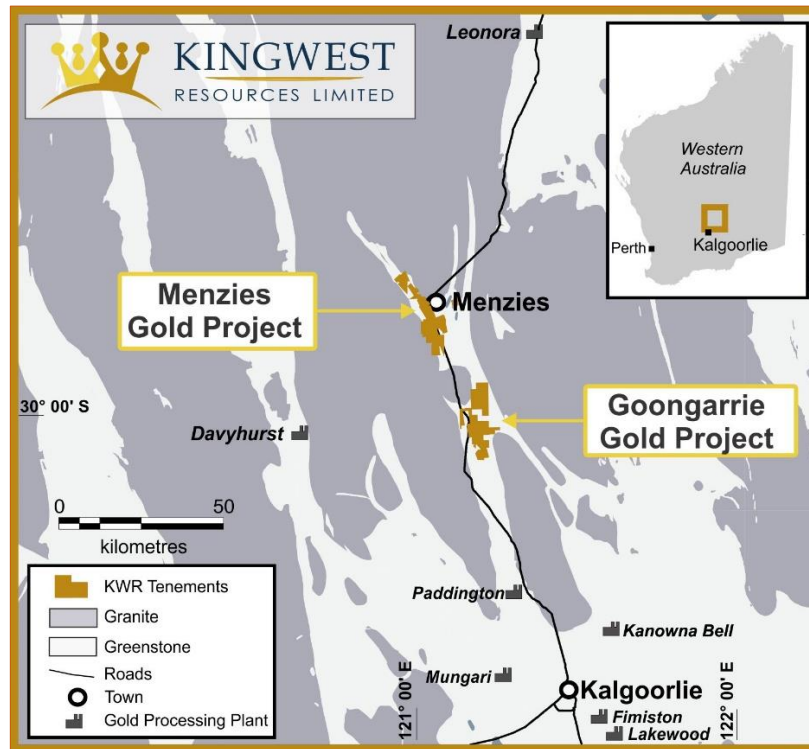 KINGWEST
RESOURCES LIMITED
Leonora
Western
Australia
Perth
Kalgoorlie
Menzies
Gold Project
Menzies
Goongarrie
Gold Project
30° 00' S
Davyhurst
0 50
kilometres
KWR Tenements
Granite
Greenstone
Roads
Town
Gold Processing Plant
Paddington
Kanowna Bell
Mungari
Kalgoorlie
Fimiston
Lakewood
121° 00' E
122° 00' E